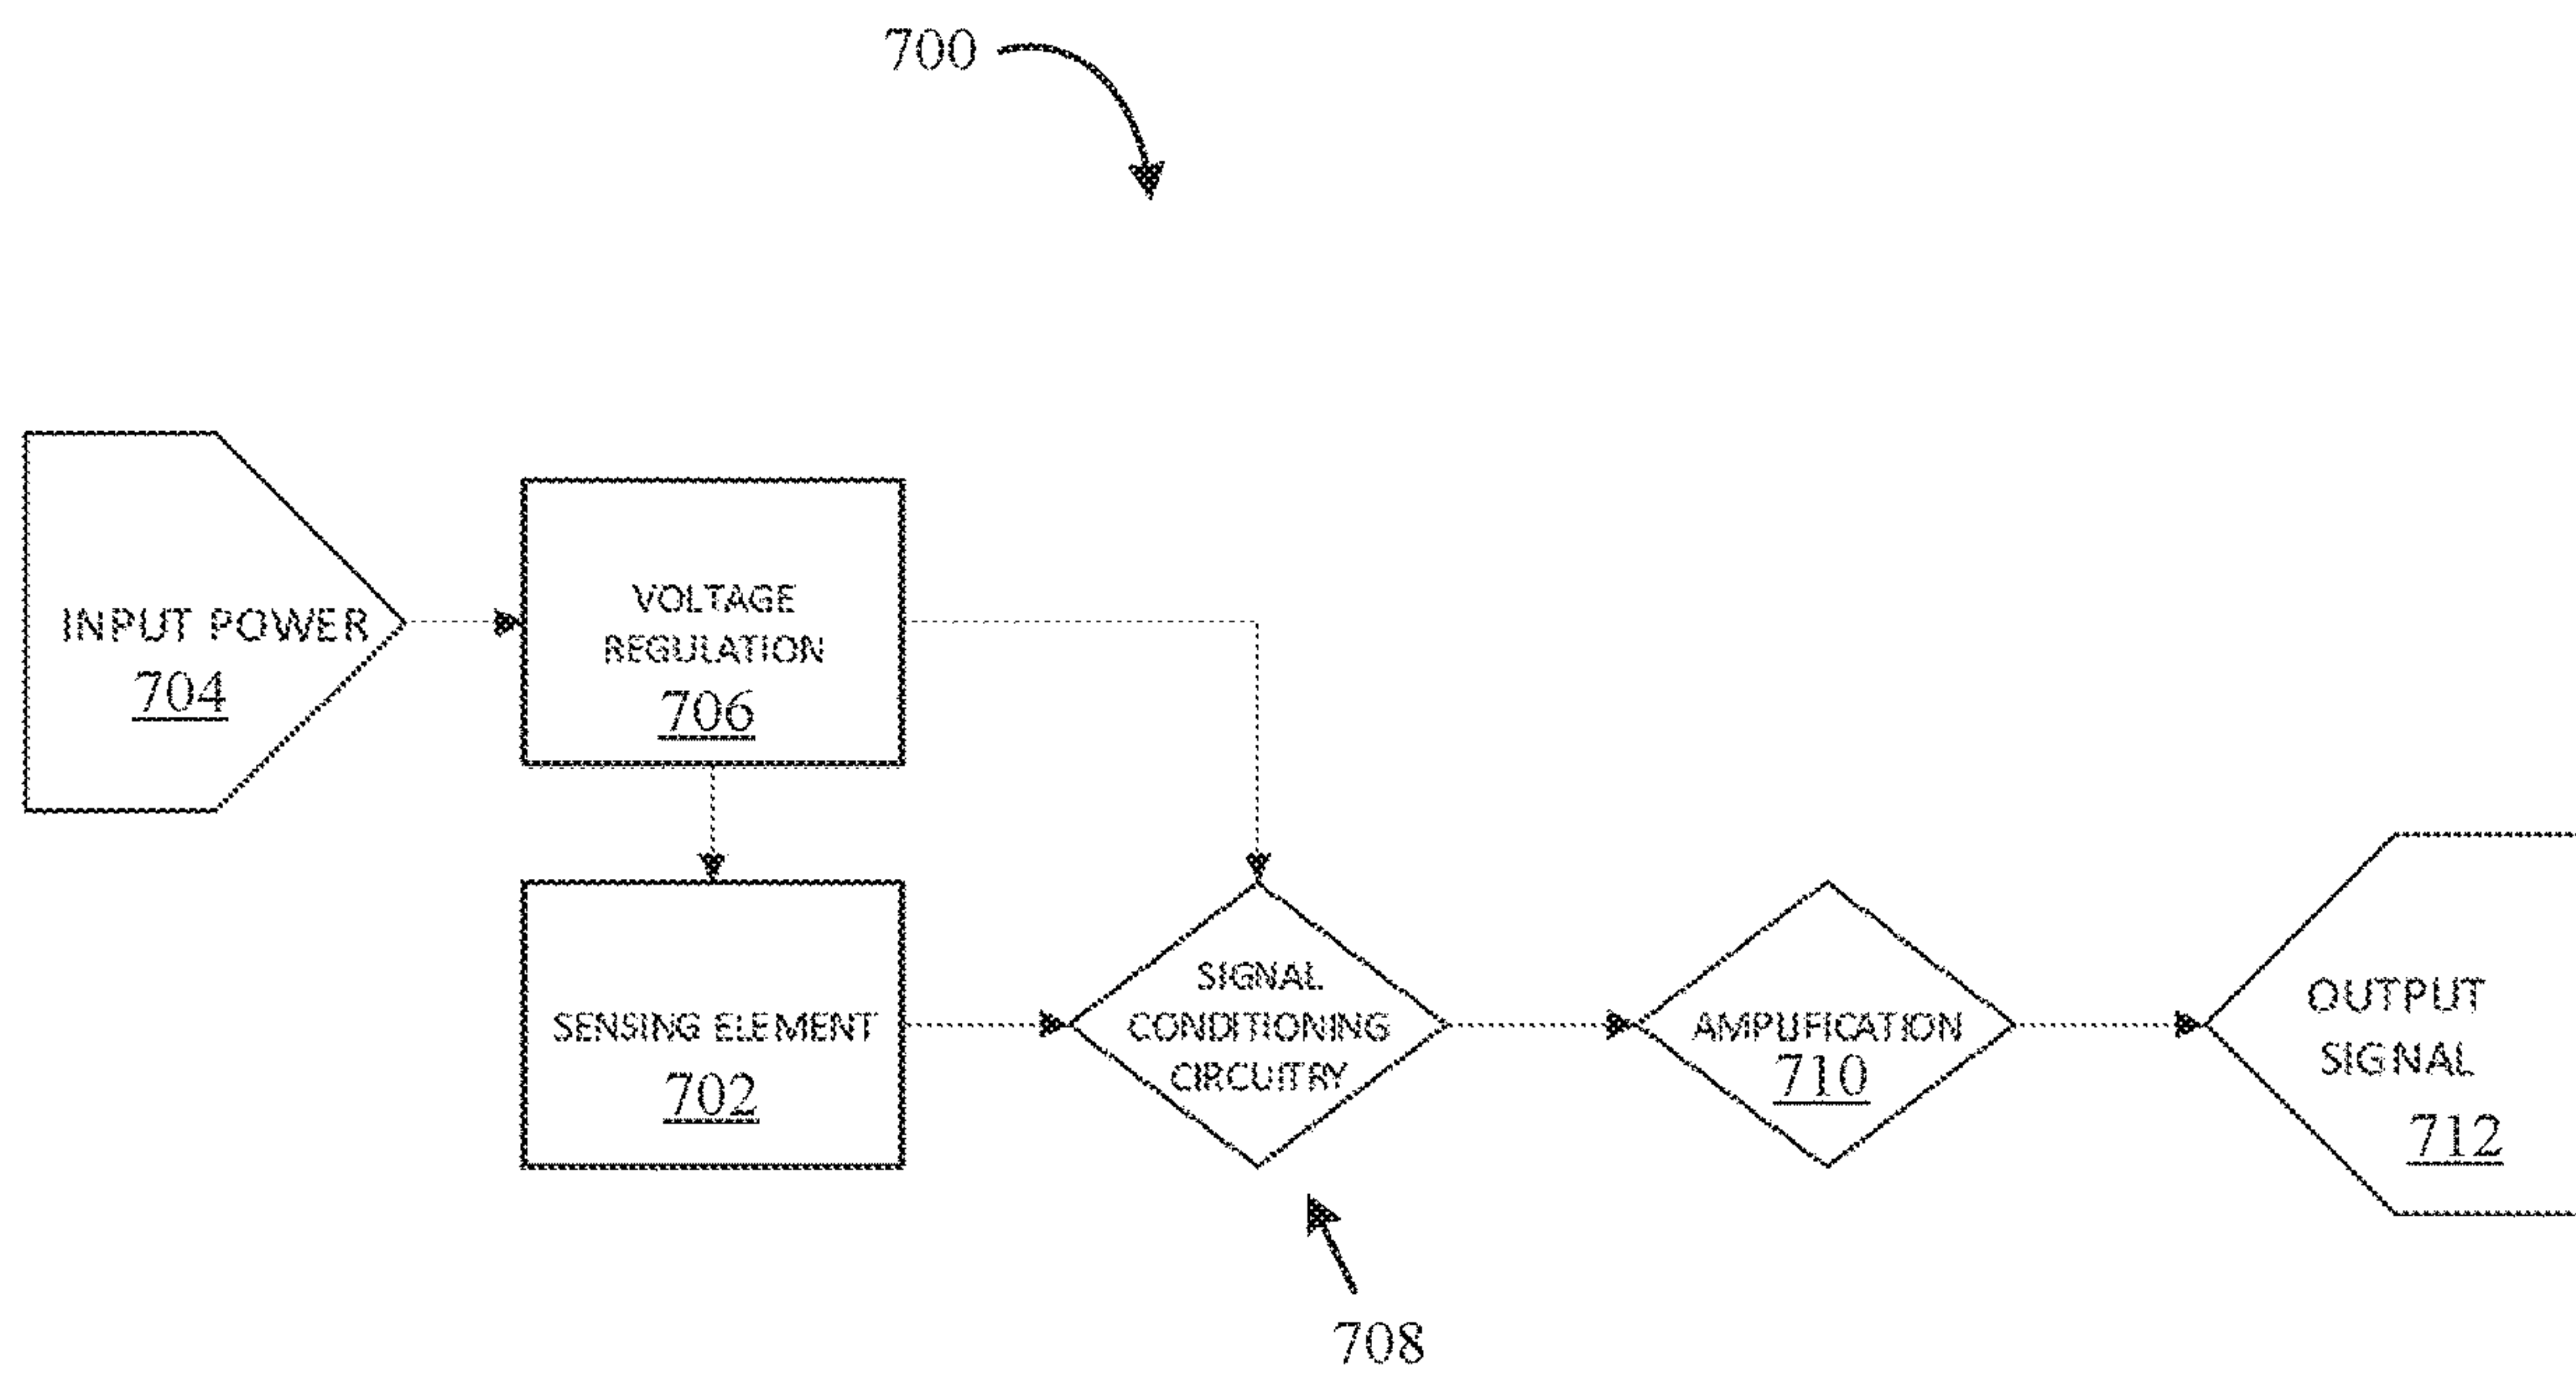 700
INPUT POWER
704
VOLTAGE
REGULATION
706
SENSING ELEMENT
702
SIGNAL
CONDITIONING
CIRCUITRY
708
AMPLIFICATION
710
OUTPUT
SIGNAL
712